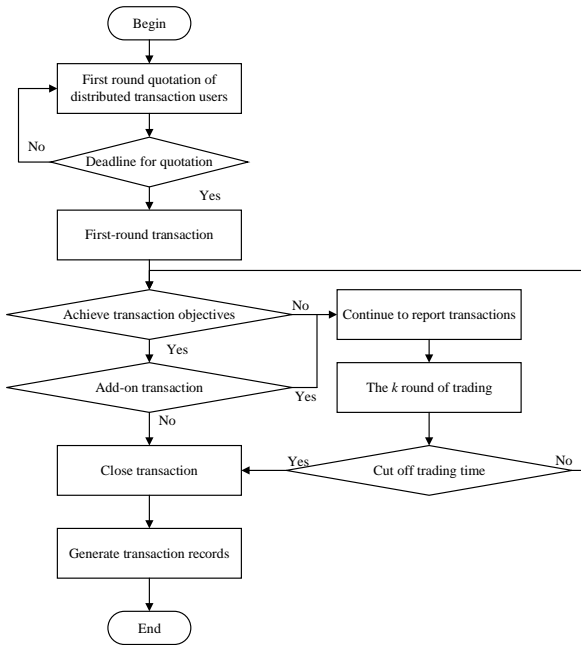 Begin
First round quotation of
distributed transaction users
No
Deadline for quotation
Yes
First-round transaction
Achieve transaction objectives
No
Continue to report transactions
Yes
Add-on transaction
Yes
The k round of trading
No
Close transaction
Yes
Cut off trading time
No
Generate transaction records
End